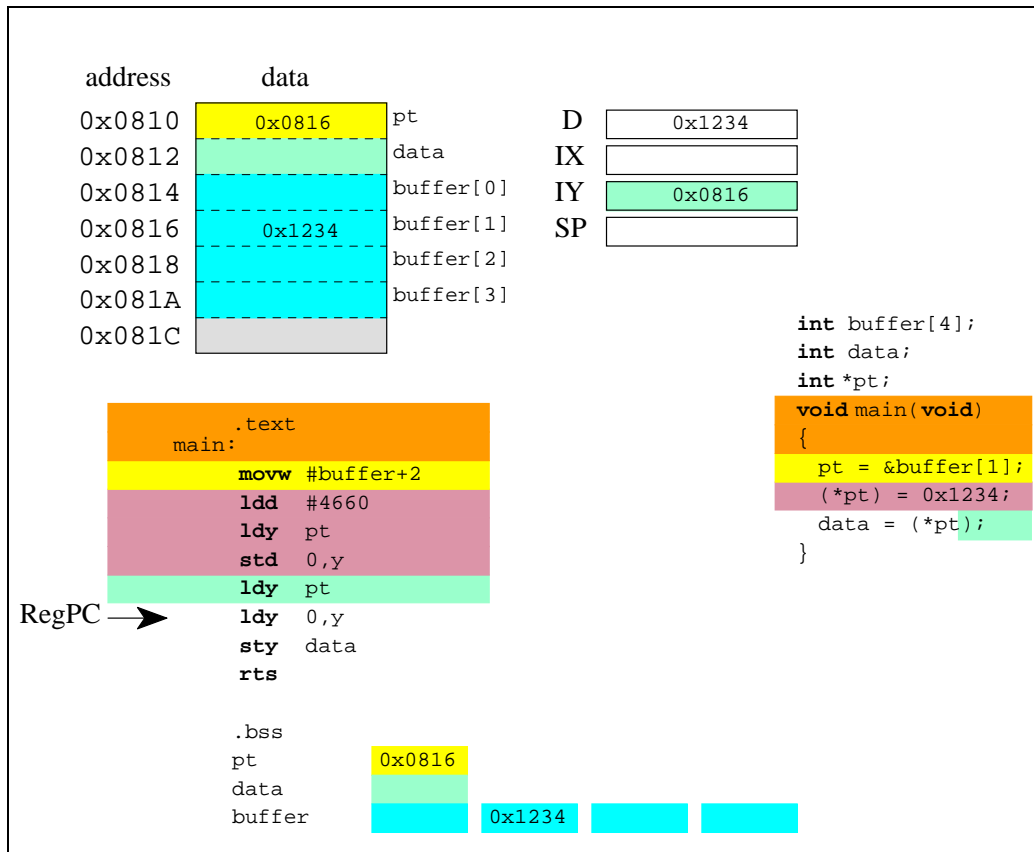 address data
0x0810 0x0816 pt
0x0812 data
0x0814 buffer[0]
0x0816 0x1234 buffer[1]
0x0818 buffer[2]
0x081A buffer[3]
0x081C
D 0x1234
IX
IY 0x0816
SP
int buffer[4];
int data;
int *pt;
void main(void)
{
pt = &buffer[1];
(*pt) = 0x1234;
data = (*pt);
}
.text
main:
movw #buffer+2
ldd #4660
ldy pt
std 0,y
ldy pt
RegPC ldy 0,y
sty data
rts
.bss
pt 0x0816
data
buffer 0x1234